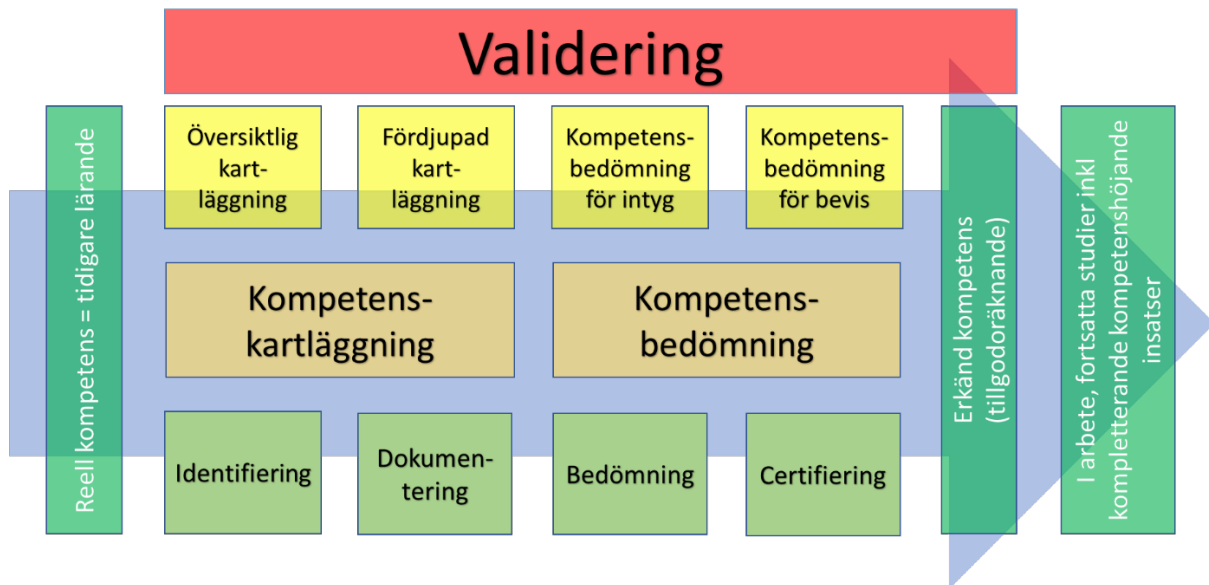 Validering
Reell kompetens = tidigare lärande
Översiktlig
kart-
läggning
Fördjupad
kart-
läggning
Kompetens-
bedömning
för intyg
Kompetens-
bedömning
för bevis
Kompetens-
kartläggning
Kompetens-
bedömning
Identifiering
Dokumen-
tering
Bedömning
Certifiering
Erkänd kompetens
(tillgodoräknande)
I arbete, fortsatta studier inkl
kompletterande kompetenshöjande
insatser